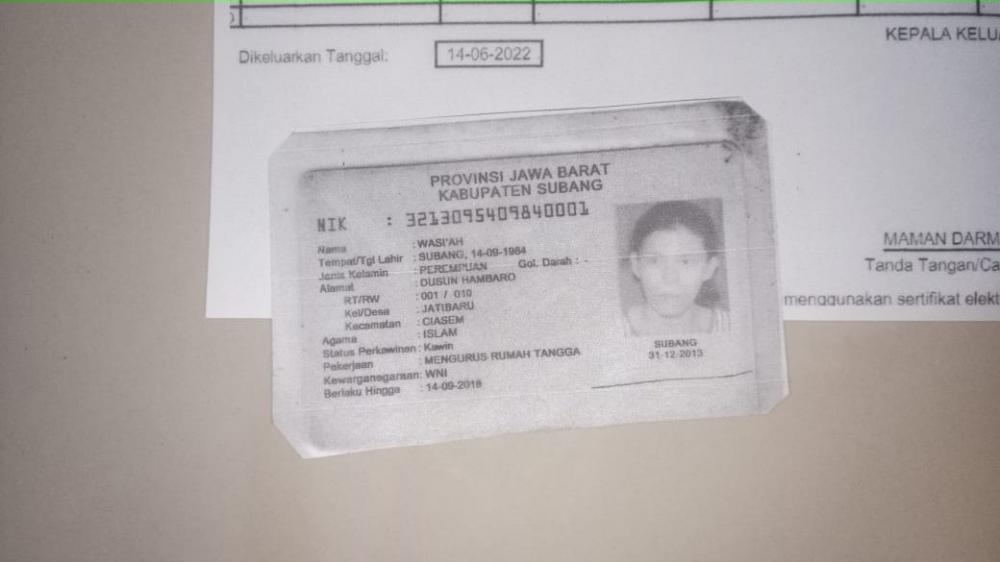 Dikeluarkan Tanggal: 14-06-2022
KEPALA KELU
PROVINSI JAWA BARAT
KABUPATEN SUBANG
NIK : 3213095409840001
Nama : WASI'AH
Tempat/Tgl Lahir : SUBANG, 14-09-1984
Jenis Kelamin : PEREMPUAN Gol. Darah : -
Alamat : DUSUN HAMBARO
RT/RW : 001 / 010
Kel/Desa : JATIBARU
Kecamatan : CIASEM
Agama : ISLAM
Status Perkawinan : Kawin
Pekerjaan : MENGURUS RUMAH TANGGA
Kewarganegaraan: WNI
Berlaku Hingga : 14-09-2018
SUBANG
31-12-2013
MAMAN DARM
Tanda Tangan/Ca
menggunakan sertifikat elekt